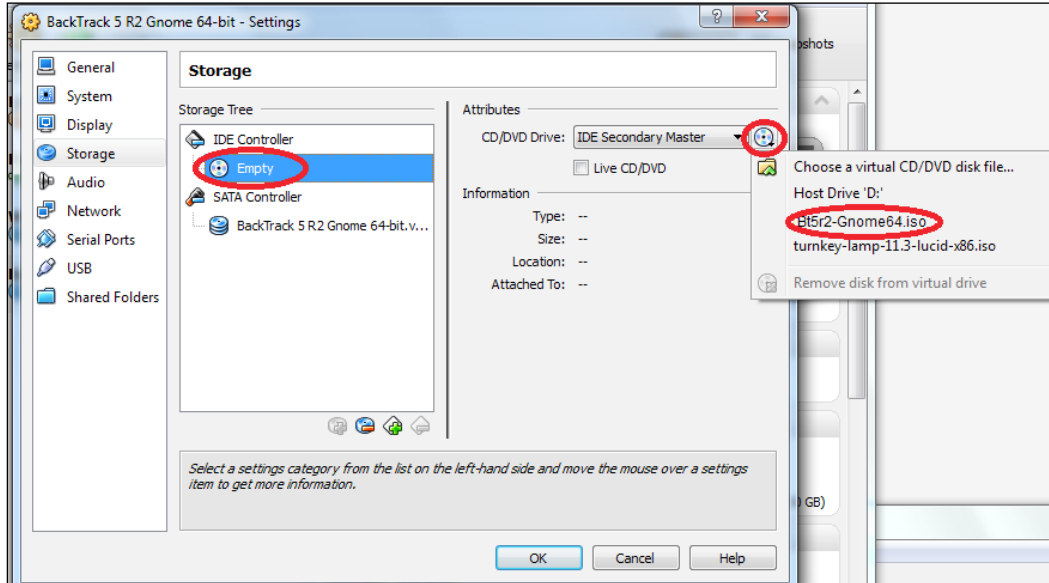 BackTrack 5 R2 Gnome 64-bit - Settings
?
x
General
System
Display
Storage
Audio
Network
Serial Ports
USB
Shared Folders
Storage
Storage Tree
IDE Controller
Empty
SATA Controller
BackTrack 5 R2 Gnome 64-bit.v...
Attributes
CD/DVD Drive: IDE Secondary Master
Live CD/DVD
Information
Type: --
Size: --
Location: --
Attached To: --
Choose a virtual CD/DVD disk file...
Host Drive 'D:'
Bt5r2-Gnome64.iso
turnkey-lamp-11.3-lucid-x86.iso
Remove disk from virtual drive
Select a settings category from the list on the left-hand side and move the mouse over a settings
item to get more information.
OK Cancel Help
pshots
GB)